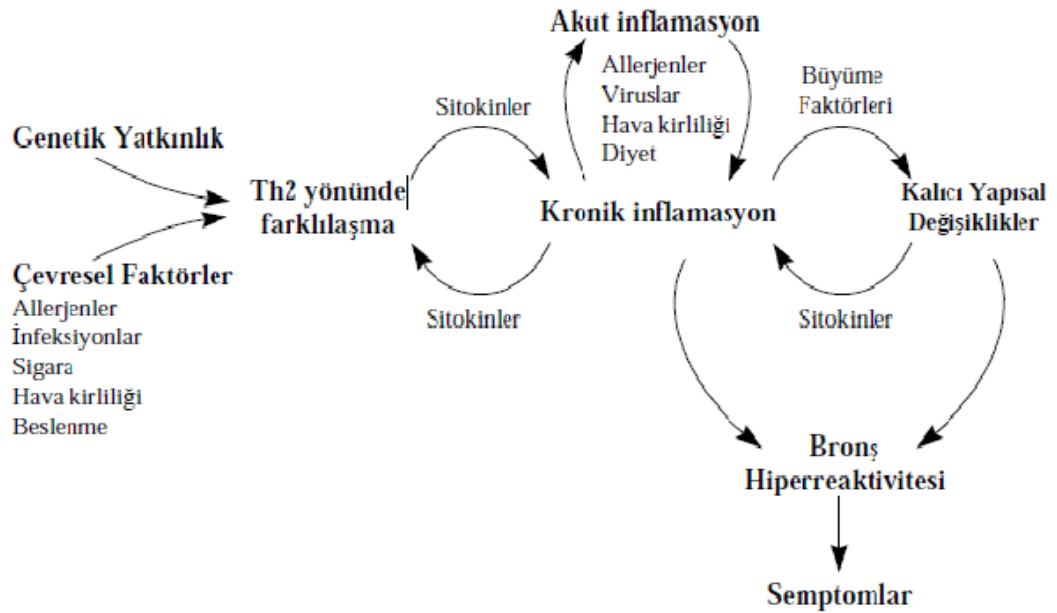 Genetik Yatkınlık
Çevresel Faktörler
Allerjenler
İnfeksiyonlar
Sigara
Hava kirliliği
Beslenme
Th2 yönünde
farklılaşma
Sitokinler
Sitokinler
Akut inflamasyon
Allerjenler
Viruslar
Hava kirliliği
Diyet
Kronik inflamasyon
Büyüme
Faktörleri
Kalıcı Yapısal
Değişiklikler
Sitokinler
Bronş
Hiperreaktivitesi
Semptomlar